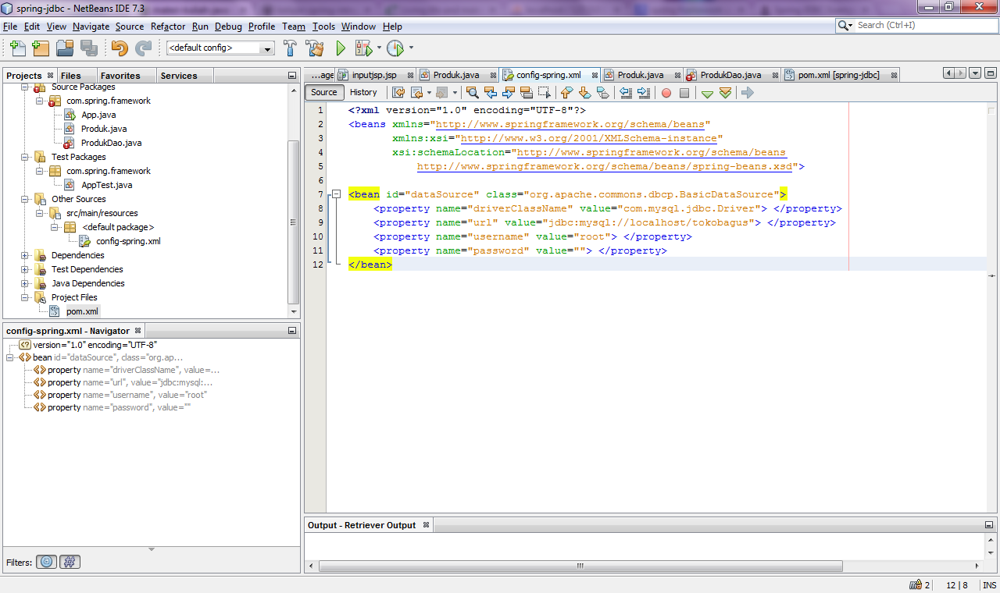 spring-jdbc - NetBeans IDE 7.3
File Edit View Navigate Source Refactor Run Debug Profile Team Tools Window Help
Search (Ctrl+I)
<default config>
Projects Files Favorites Services
Source Packages
com.spring.framework
App.java
Produk.java
ProdukDao.java
Test Packages
com.spring.framework
AppTest.java
Other Sources
src/main/resources
<default package>
config-spring.xml
Dependencies
Test Dependencies
Java Dependencies
Project Files
pom.xml
config-spring.xml - Navigator
version="1.0" encoding="UTF-8"
bean id="dataSource", class="org.ap...
property name="driverClassName", value=...
property name="url", value="jdbc:mysql:...
property name="username", value="root"
property name="password", value=""
Filters:
...age inputjsp.jsp Produk.java config-spring.xml Produk.java ProdukDao.java pom.xml [spring-jdbc]
Source History
1 <?xml version="1.0" encoding="UTF-8"?>
2 <beans xmlns="http://www.springframework.org/schema/beans"
3 xmlns:xsi="http://www.w3.org/2001/XMLSchema-instance"
4 xsi:schemaLocation="http://www.springframework.org/schema/beans
5 http://www.springframework.org/schema/beans/spring-beans.xsd">
6
7 <bean id="dataSource" class="org.apache.commons.dbcp.BasicDataSource">
8 <property name="driverClassName" value="com.mysql.jdbc.Driver"> </property>
9 <property name="url" value="jdbc:mysql://localhost/tokobagus"> </property>
10 <property name="username" value="root"> </property>
11 <property name="password" value=""> </property>
12 </bean>
Output - Retriever Output
2 12 | 8 INS